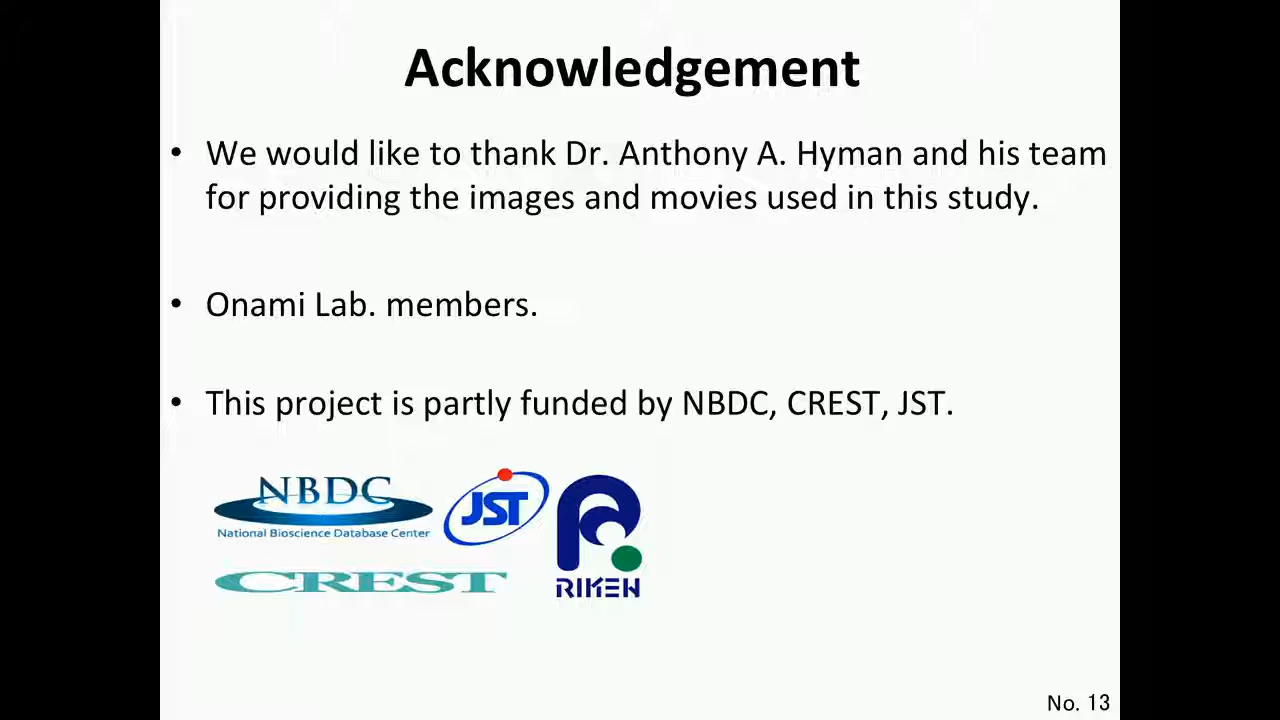 Acknowledgement
• We would like to thank Dr. Anthony A. Hyman and his team
for providing the images and movies used in this study.
• Onami Lab. members.
• This project is partly funded by NBDC, CREST, JST.
NBDC
National Bioscience Database Center
JST
CREST
RIKEN
No. 13